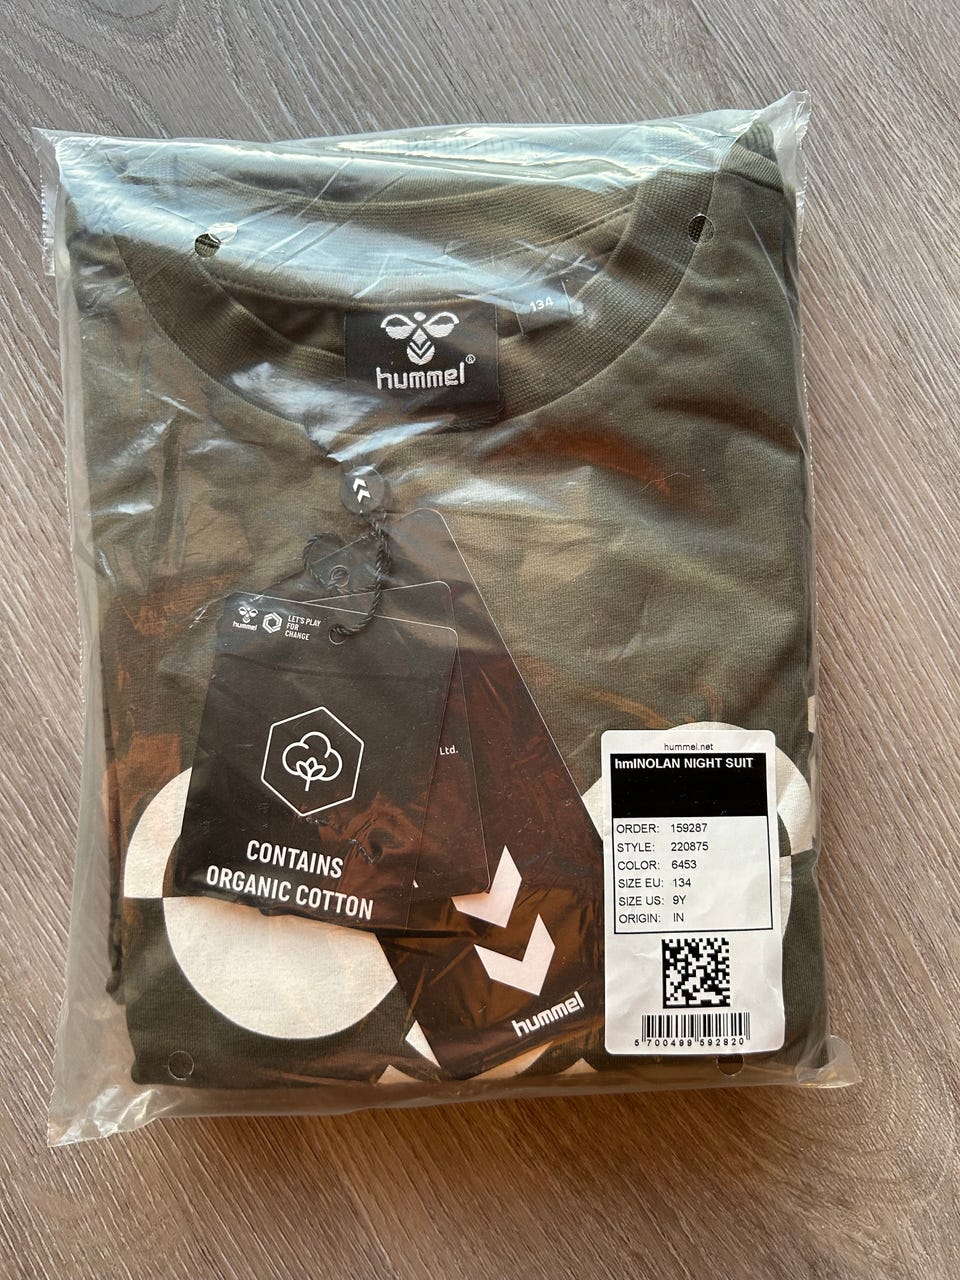 134
hummel®
hummel
LET'S PLAY
FOR
CHANGE
Ltd.
CONTAINS
ORGANIC COTTON
hummel
hummel.net
hmlNOLAN NIGHT SUIT
ORDER: 159287
STYLE: 220875
COLOR: 6453
SIZE EU: 134
SIZE US: 9Y
ORIGIN: IN
5 700499 592820